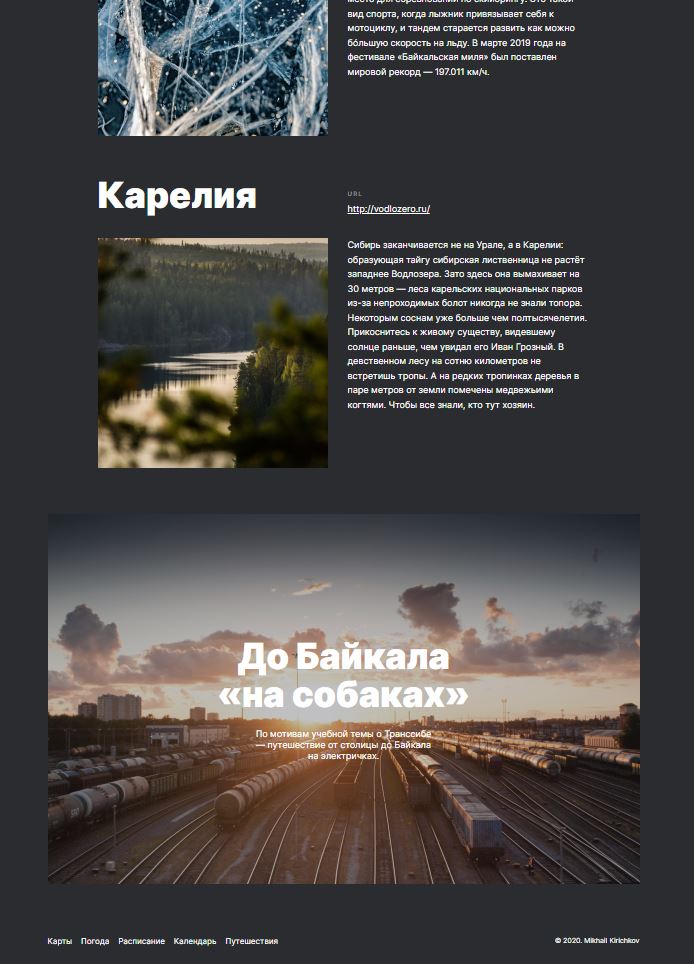 вид спорта, когда лыжник привязывает себя к
мотоциклу, и тандем старается развить как можно
бо́льшую скорость на льду. В марте 2019 года на
фестивале «Байкальская миля» был поставлен
мировой рекорд — 197.011 км/ч.
Карелия
URL
http://vodlozero.ru/
Сибирь заканчивается не на Урале, а в Карелии:
образующая тайгу сибирская лиственница не растёт
западнее Водлозера. Зато здесь она вымахивает на
30 метров — леса карельских национальных парков
из-за непроходимых болот никогда не знали топора.
Некоторым соснам уже больше чем полтысячелетия.
Прикоснитесь к живому существу, видевшему
солнце раньше, чем увидал его Иван Грозный. В
девственном лесу на сотню километров не
встретишь тропы. А на редких тропинках деревья в
паре метров от земли помечены медвежьими
когтями. Чтобы все знали, кто тут хозяин.
До Байкала
«на собаках»
По мотивам учебной темы о Транссибе
— путешествие от столицы до Байкала
на электричках.
Карты Погода Расписание Календарь Путешествия
© 2020. Mikhail Kirichkov